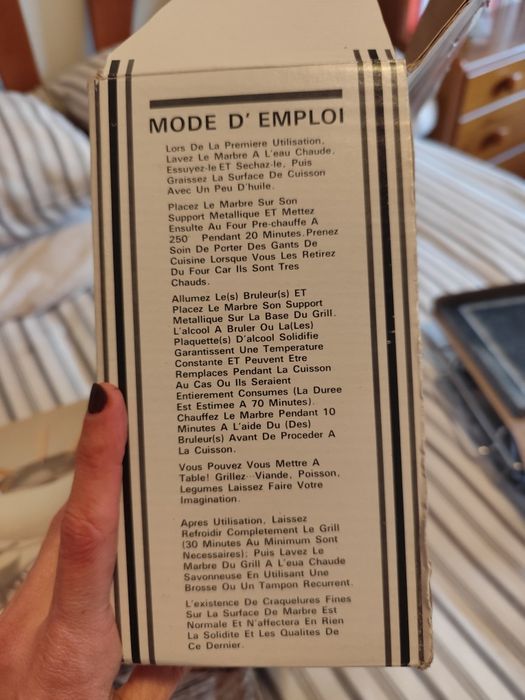 MODE D' EMPLOI
Lors De La Premiere Utilisation,
Lavez Le Marbre A L'eau Chaude,
Essuyez-le ET Sechaz-le, Puis
Graissez La Surface De Cuisson
Avec Un Peu D'huile.
Placez Le Marbre Sur Son
Support Metallique ET Mettez
Ensuite Au Four Pre-chauffe A
250° Pendant 20 Minutes. Prenez
Soin De Porter Des Gants De
Cuisine Lorsque Vous Les Retirez
Du Four Car Ils Sont Tres
Chauds.
Allumez Le(s) Bruleur(s) ET
Placez Le Marbre Son Support
Metallique Sur La Base Du Grill.
L'alcool A Bruler Ou La(Les)
Plaquette(s) D'alcool Solidifie
Garantissent Une Temperature
Constante ET Peuvent Etre
Remplaces Pendant La Cuisson
Au Cas Ou Ils Seraient
Entierement Consumes (La Duree
Est Estimee A 70 Minutes).
Chauffez Le Marbre Pendant 10
Minutes A L'aide Du (Des)
Bruleur(s) Avant De Proceder A
La Cuisson.
Vous Pouvez Vous Mettre A
Table! Grillez--Viande, Poisson,
Legumes Laissez Faire Votre
Imagination.
Apres Utilisation, Laissez
Refroidir Completement Le Grill
(30 Minutes Au Minimum Sont
Necessaires); Puis Lavez Le
Marbre Du Grill A L'eua Chaude
Savonneuse En Utilisant Une
Brosse Ou Un Tampon Recurrent.
L'existence De Craquelures Fines
Sur La Surface De Marbre Est
Normale Et N'affectera En Rien
La Solidite Et Les Qualites De
Ce Dernier.